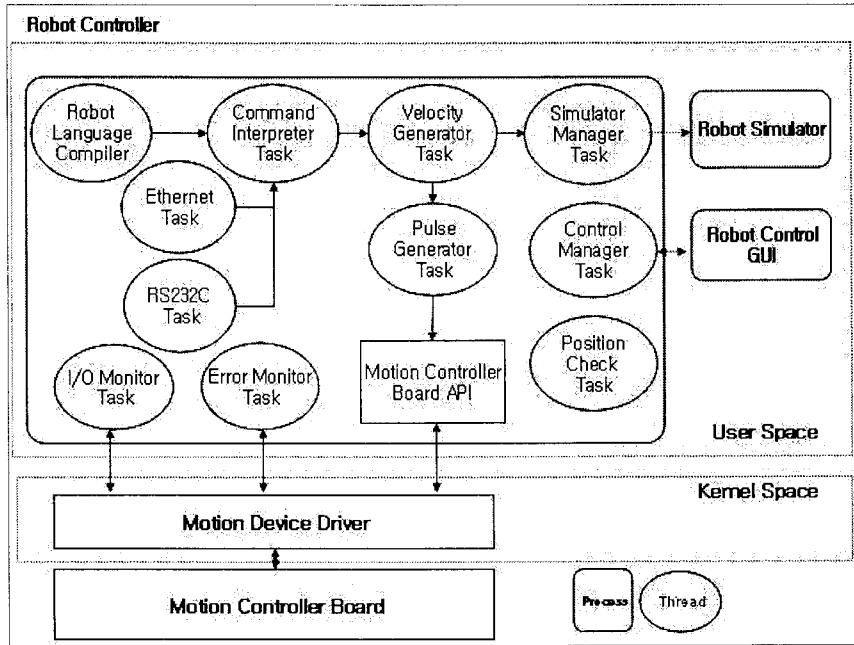 Robot Controller
Robot
Language
Compiler
Command
Interpreter
Task
Velocity
Generator
Task
Simulator
Manager
Task
Robot Simulator
Ethernet
Task
Pulse
Generator
Task
Control
Manager
Task
Robot Control
GUI
RS232C
Task
I/O Monitor
Task
Error Monitor
Task
Motion Controller
Board API
Position
Check
Task
User Space
Kernel Space
Motion Device Driver
Motion Controller Board
Process
Thread